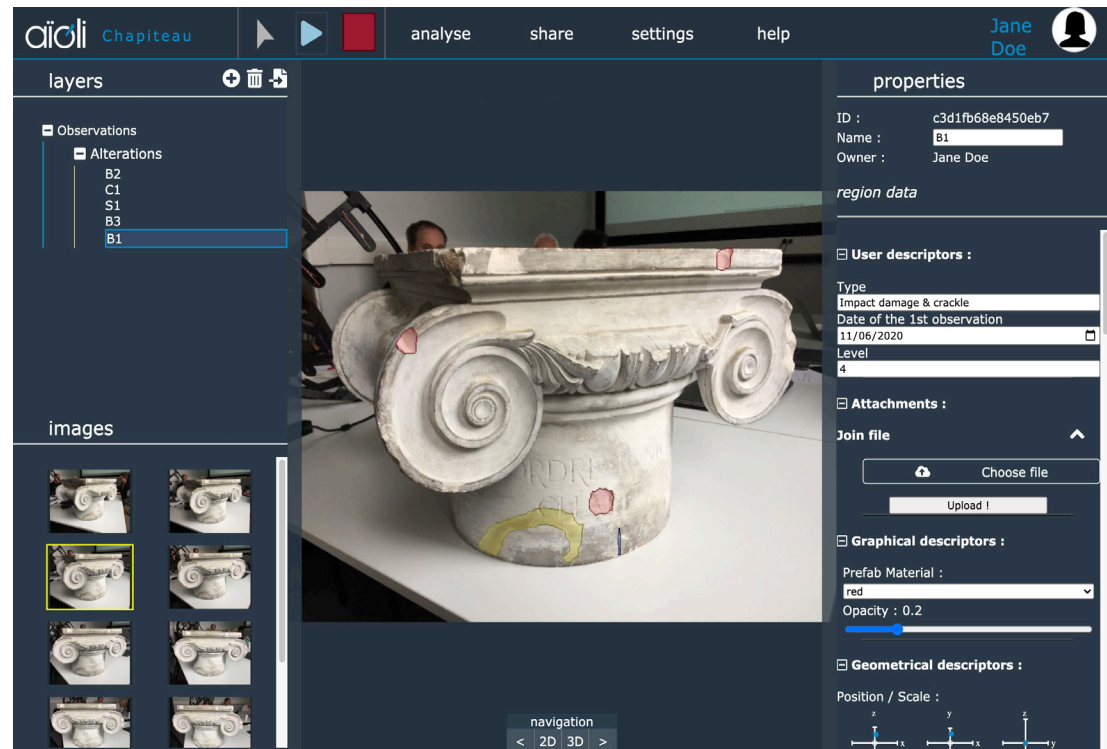 aïoli Chapiteau
analyse share settings help
Jane
Doe
layers
Observations
Alterations
B2
C1
S1
B3
B1
images
ORDRE
navigation
< 2D 3D >
properties
ID : c3d1fb68e8450eb7
Name : B1
Owner : Jane Doe
region data
User descriptors :
Type
Impact damage & crackle
Date of the 1st observation
11/06/2020
Level
4
Attachments :
Join file
Choose file
Upload !
Graphical descriptors :
Prefab Material :
red
Opacity : 0.2
Geometrical descriptors :
Position / Scale :
z y z
x x y